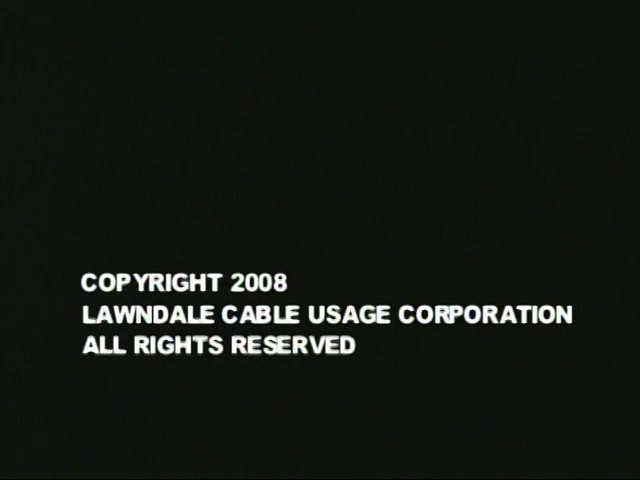 COPYRIGHT 2008
LAWNDALE CABLE USAGE CORPORATION
ALL RIGHTS RESERVED